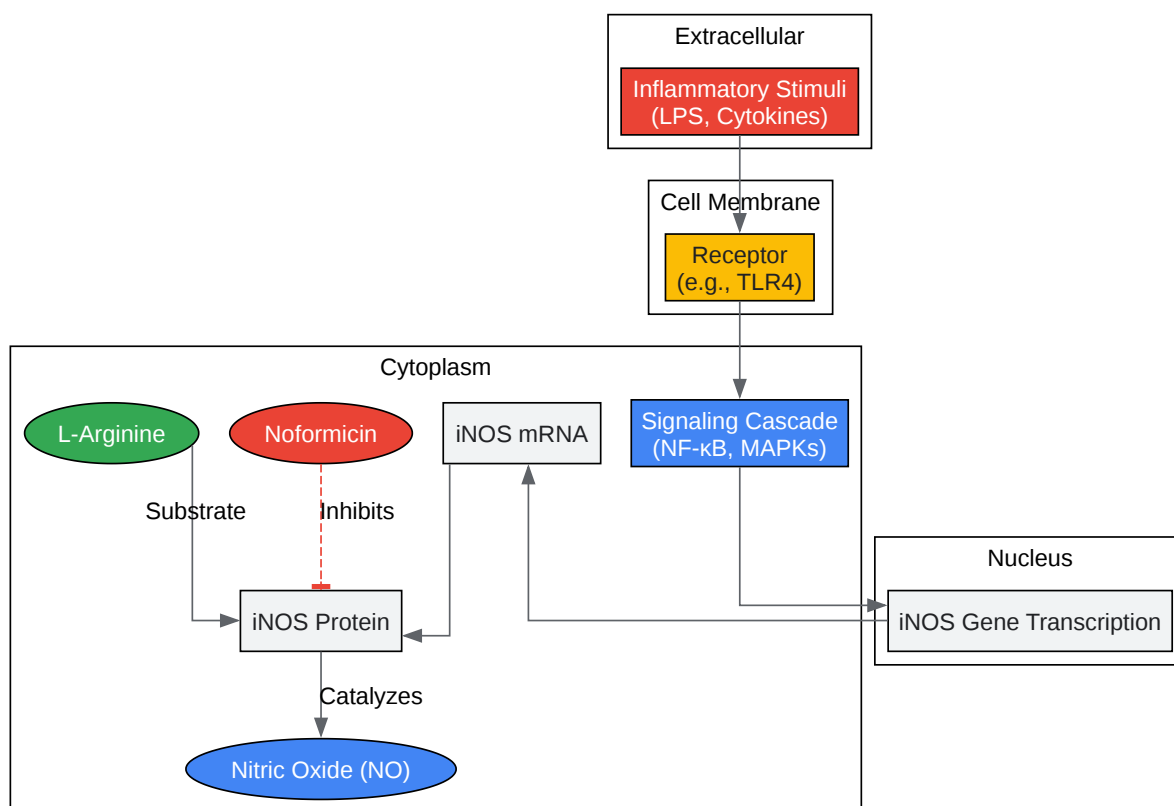 Extracellular
Inflammatory Stimuli
(LPS, Cytokines)
Cell Membrane
Receptor
(e.g., TLR4)
Cytoplasm
L-Arginine
Noformicin
iNOS mRNA
Signaling Cascade
(NF-κB, MAPKs)
Substrate
Inhibits
Nucleus
iNOS Protein
iNOS Gene Transcription
Catalyzes
Nitric Oxide (NO)